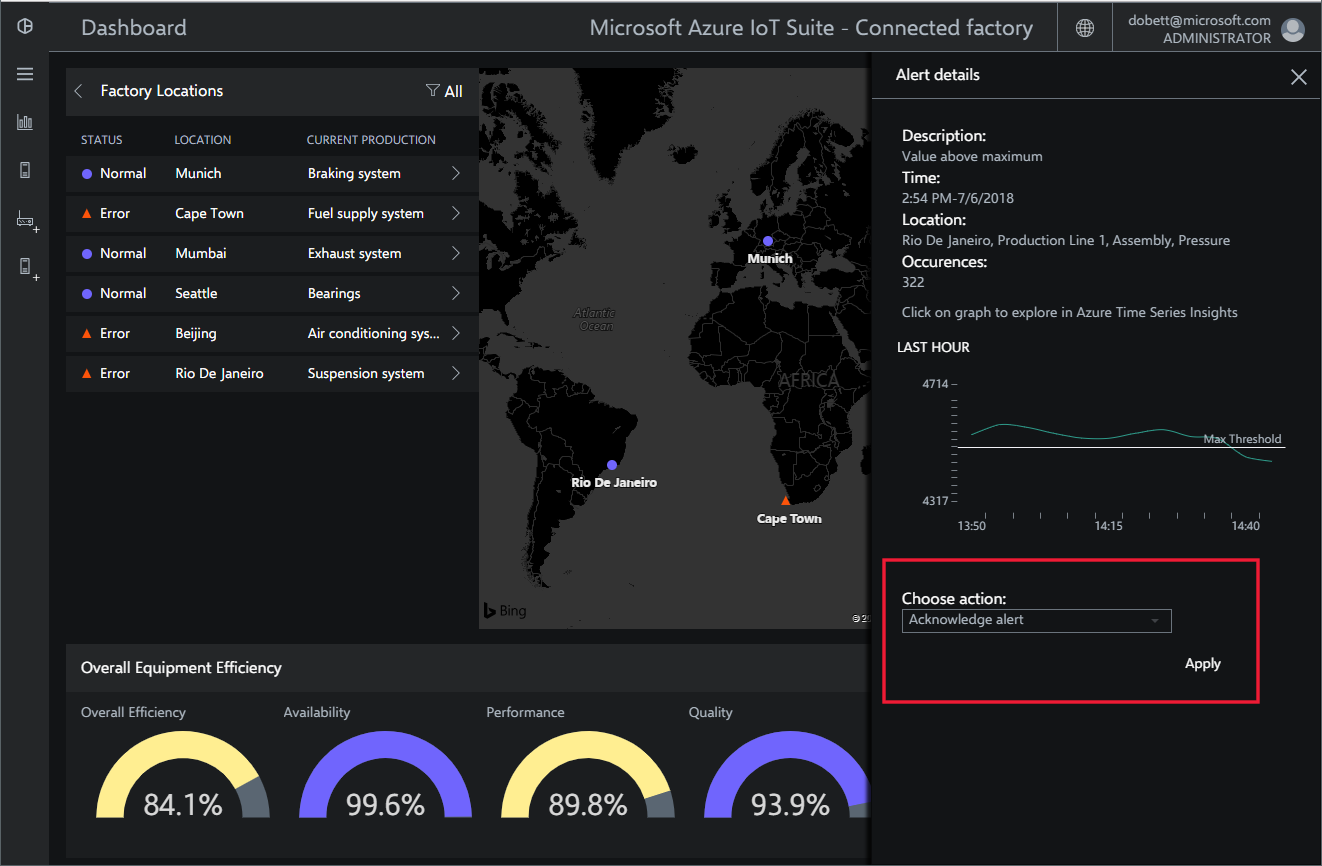 Dashboard
Microsoft Azure IoT Suite - Connected factory
dobett@microsoft.com
ADMINISTRATOR
Factory Locations
All
STATUS LOCATION CURRENT PRODUCTION
Normal Munich Braking system
Error Cape Town Fuel supply system
Normal Mumbai Exhaust system
Normal Seattle Bearings
Error Beijing Air conditioning sys...
Error Rio De Janeiro Suspension system
Munich
Atlantic
Ocean
AFRICA
Rio De Janeiro
Cape Town
Bing
© 20
Overall Equipment Efficiency
Overall Efficiency Availability Performance Quality
84.1% 99.6% 89.8% 93.9%
Alert details
Description:
Value above maximum
Time:
2:54 PM-7/6/2018
Location:
Rio De Janeiro, Production Line 1, Assembly, Pressure
Occurences:
322
Click on graph to explore in Azure Time Series Insights
LAST HOUR
4714
Max Threshold
4317
13:50 14:15 14:40
Choose action:
Acknowledge alert
Apply